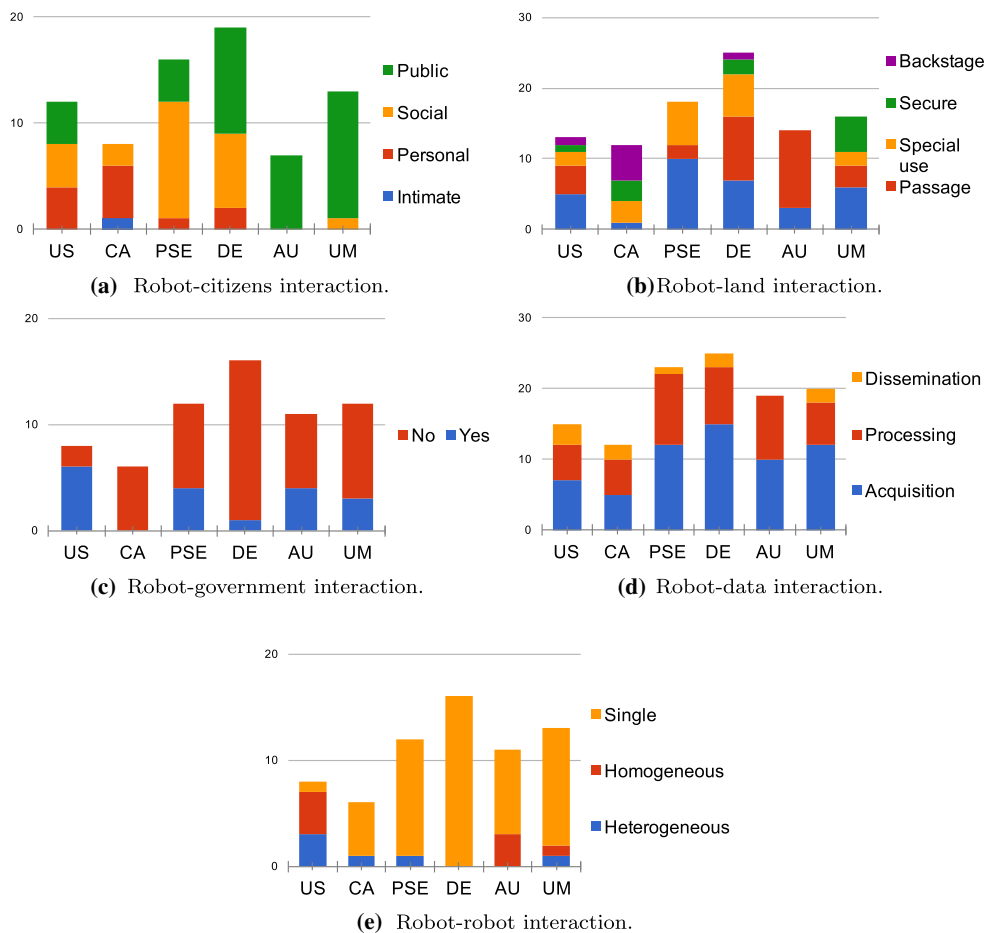 20
10
0
US CA PSE DE AU UM
Public
Social
Personal
Intimate
(a) Robot-citizens interaction.
30
20
10
0
US CA PSE DE AU UM
Backstage
Secure
Special
use
Passage
(b)Robot-land interaction.
20
10
0
US CA PSE DE AU UM
No Yes
(c) Robot-government interaction.
30
20
10
0
US CA PSE DE AU UM
Dissemination
Processing
Acquisition
(d) Robot-data interaction.
20
10
0
US CA PSE DE AU UM
Single
Homogeneous
Heterogeneous
(e) Robot-robot interaction.